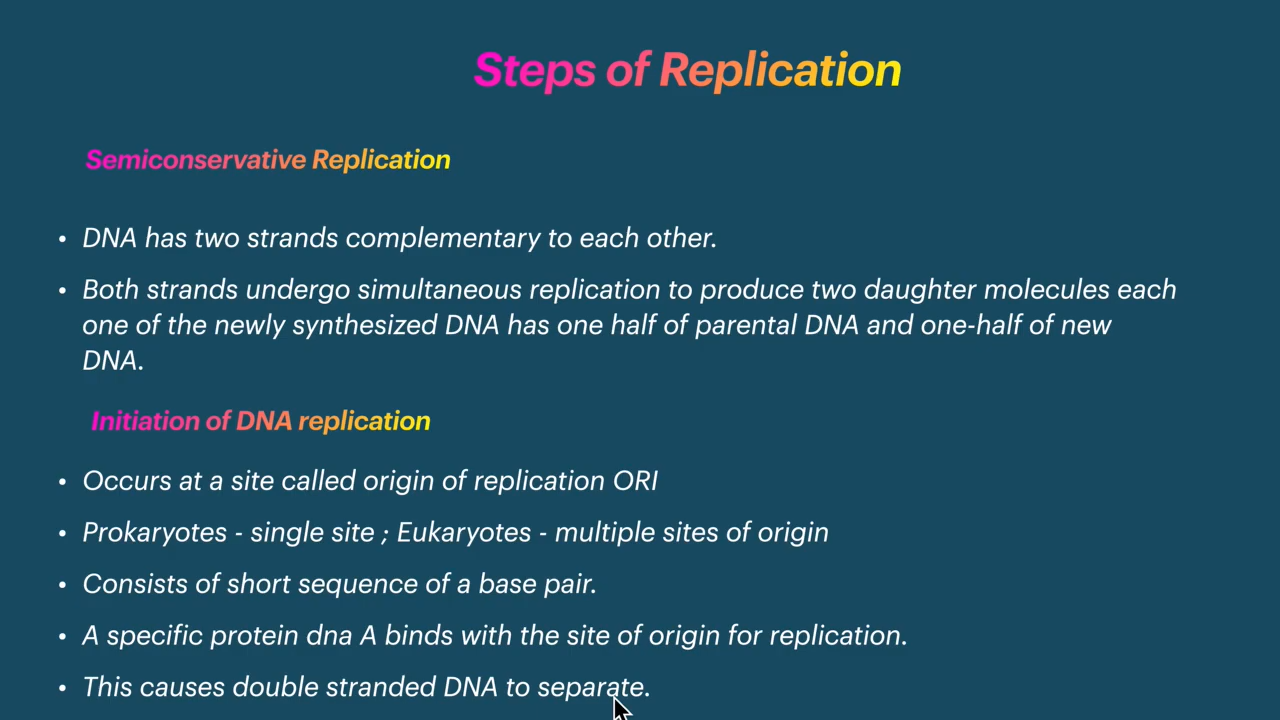 Steps of Replication
Semiconservative Replication
• DNA has two strands complementary to each other.
• Both strands undergo simultaneous replication to produce two daughter molecules each
one of the newly synthesized DNA has one half of parental DNA and one-half of new
DNA.
Initiation of DNA replication
• Occurs at a site called origin of replication ORI
• Prokaryotes - single site ; Eukaryotes - multiple sites of origin
• Consists of short sequence of a base pair.
• A specific protein dna A binds with the site of origin for replication.
• This causes double stranded DNA to separate.